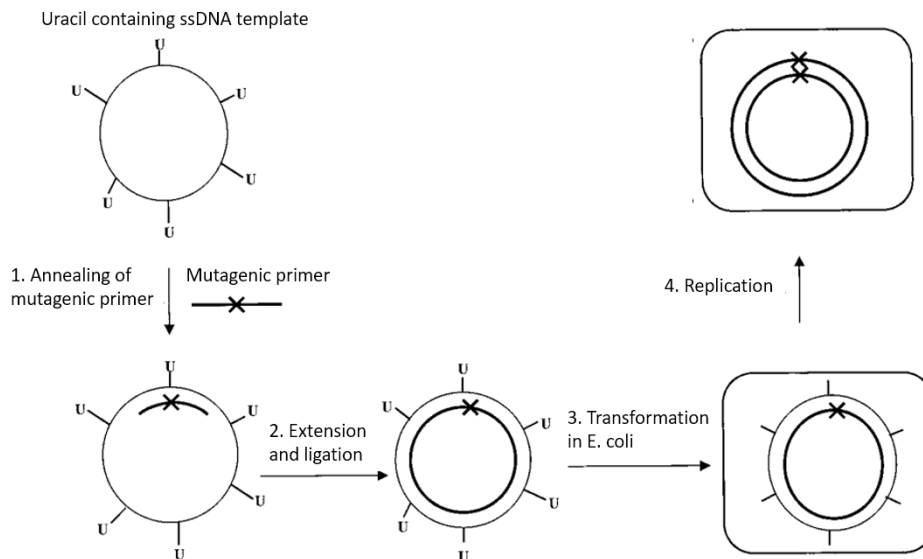 Uracil containing ssDNA template
U
U
U
U
U
U
1. Annealing of
mutagenic primer
Mutagenic primer
4. Replication
U
U
U
U
U
U
2. Extension
and ligation
U
U
U
U
U
U
3. Transformation
in E. coli